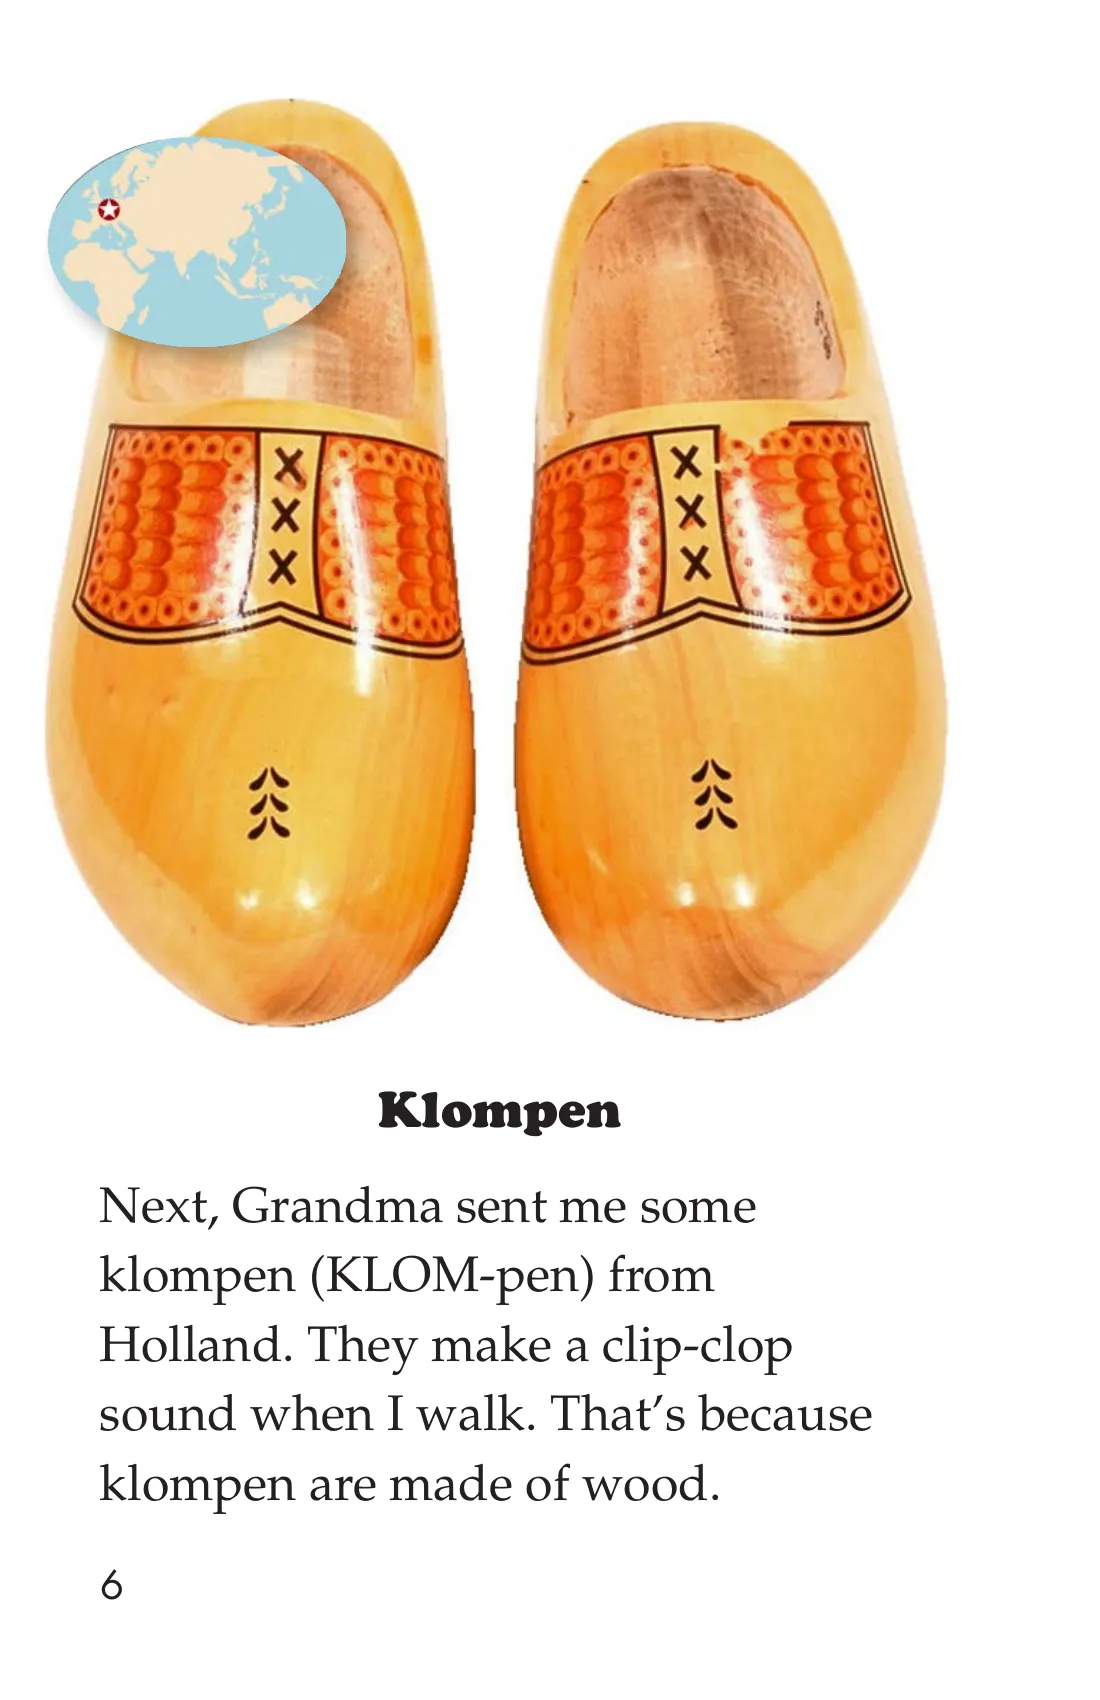 Klompen
Next, Grandma sent me some
klompen (KLOM-pen) from
Holland. They make a clip-clop
sound when I walk. That’s because
klompen are made of wood.
6